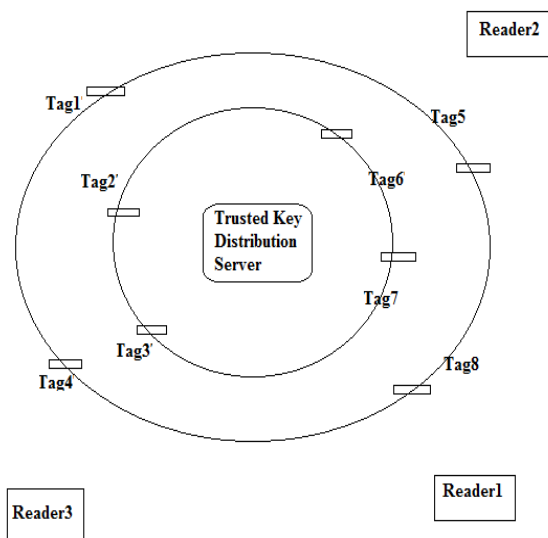 Reader2
Tag1'
Tag5
Tag2'
Tag6
Trusted Key
Distribution
Server
Tag7
Tag3'
Tag8
Tag4
Reader1
Reader3